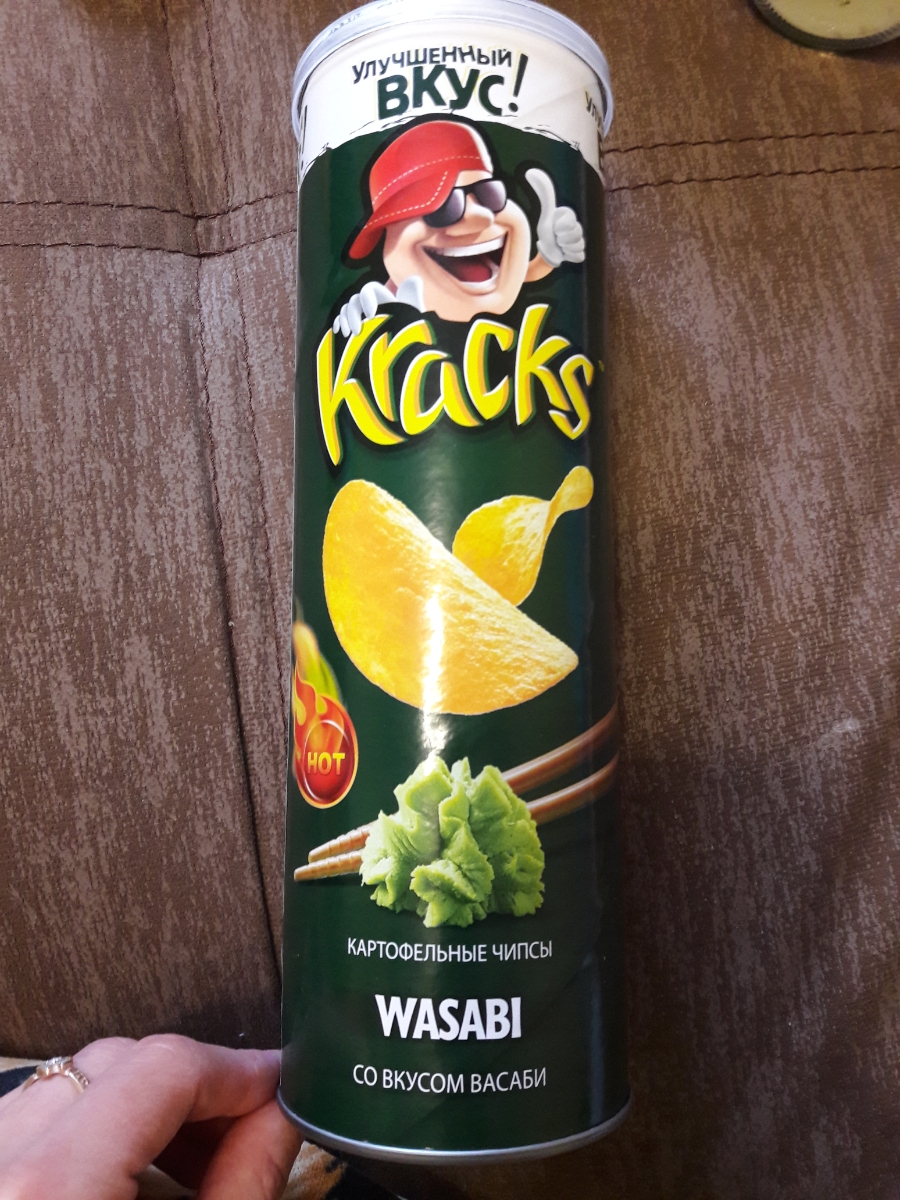 УЛУЧШЕННЫЙ
ВКУС!
Kracks
HOT
КАРТОФЕЛЬНЫЕ ЧИПСЫ
WASABI
СО ВКУСОМ ВАСАБИ